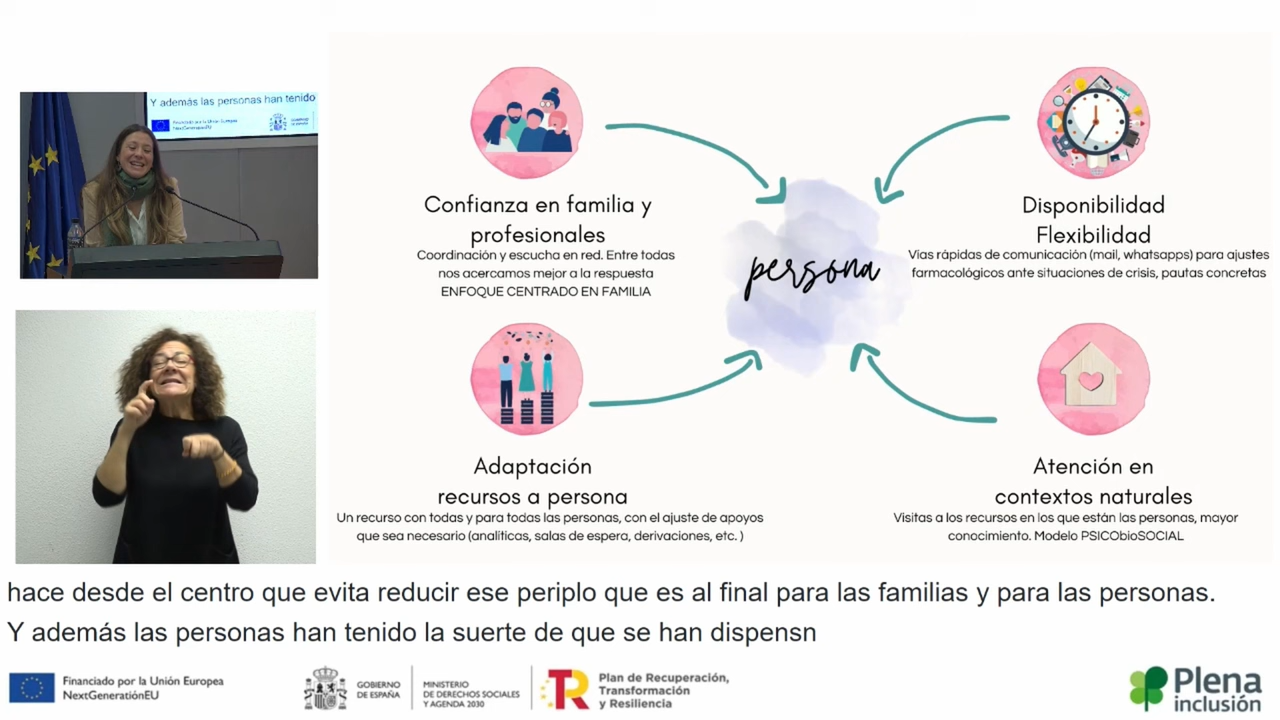 Y además las personas han tenido
Financiado por la Unión Europea
NextGenerationEU
Confianza en familia y
profesionales
Coordinación y escucha en red. Entre todas
nos acercamos mejor a la respuesta
ENFOQUE CENTRADO EN FAMILIA
persona
Disponibilidad
Flexibilidad
Vías rápidas de comunicación (mail, whatsapps) para ajustes
farmacológicos ante situaciones de crisis, pautas concretas
Adaptación
recursos a persona
Un recurso con todas y para todas las personas, con el ajuste de apoyos
que sea necesario (analíticas, salas de espera, derivaciones, etc. )
Atención en
contextos naturales
Visitas a los recursos en los que están las personas, mayor
conocimiento. Modelo PSICObioSOCIAL
hace desde el centro que evita reducir ese periplo que es al final para las familias y para las personas.
Y además las personas han tenido la suerte de que se han dispensn
Financiado por la Unión Europea
NextGenerationEU
GOBIERNO
DE ESPAÑA
MINISTERIO
DE DERECHOS SOCIALES
Y AGENDA 2030
Plan de Recuperación,
Transformación
y Resiliencia
Plena
inclusión